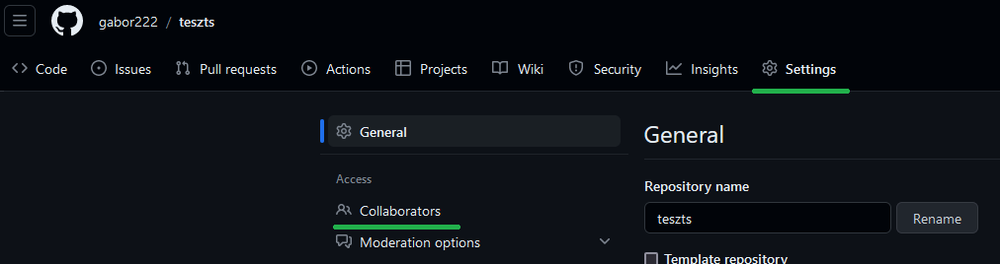 gabor222 / teszts
Code Issues Pull requests Actions Projects Wiki Security Insights Settings
General
Access
Collaborators
Moderation options
General
Repository name
teszts Rename
Template repository